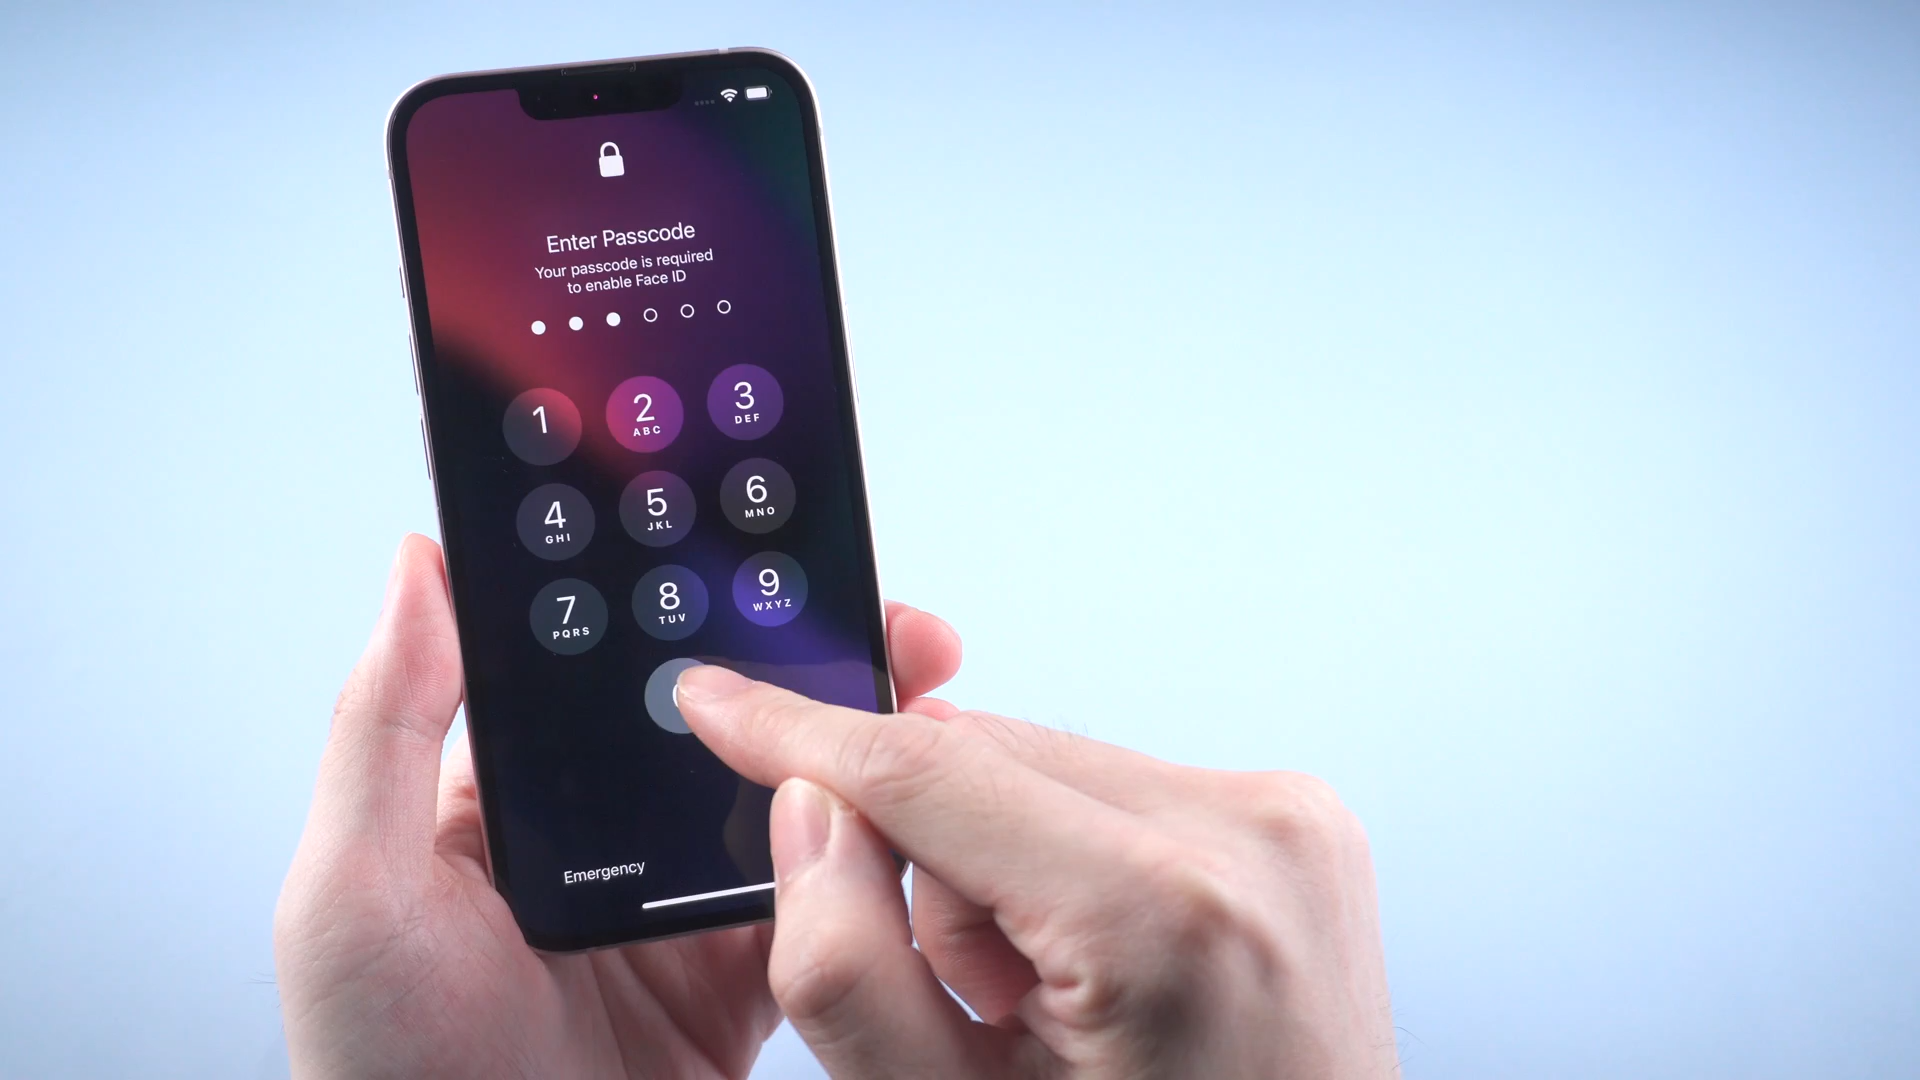 Enter Passcode
Your passcode is required
to enable Face ID
1
2
ABC
3
DEF
4
GHI
5
JKL
6
MNO
7
PQRS
8
TUV
9
WXYZ
Emergency